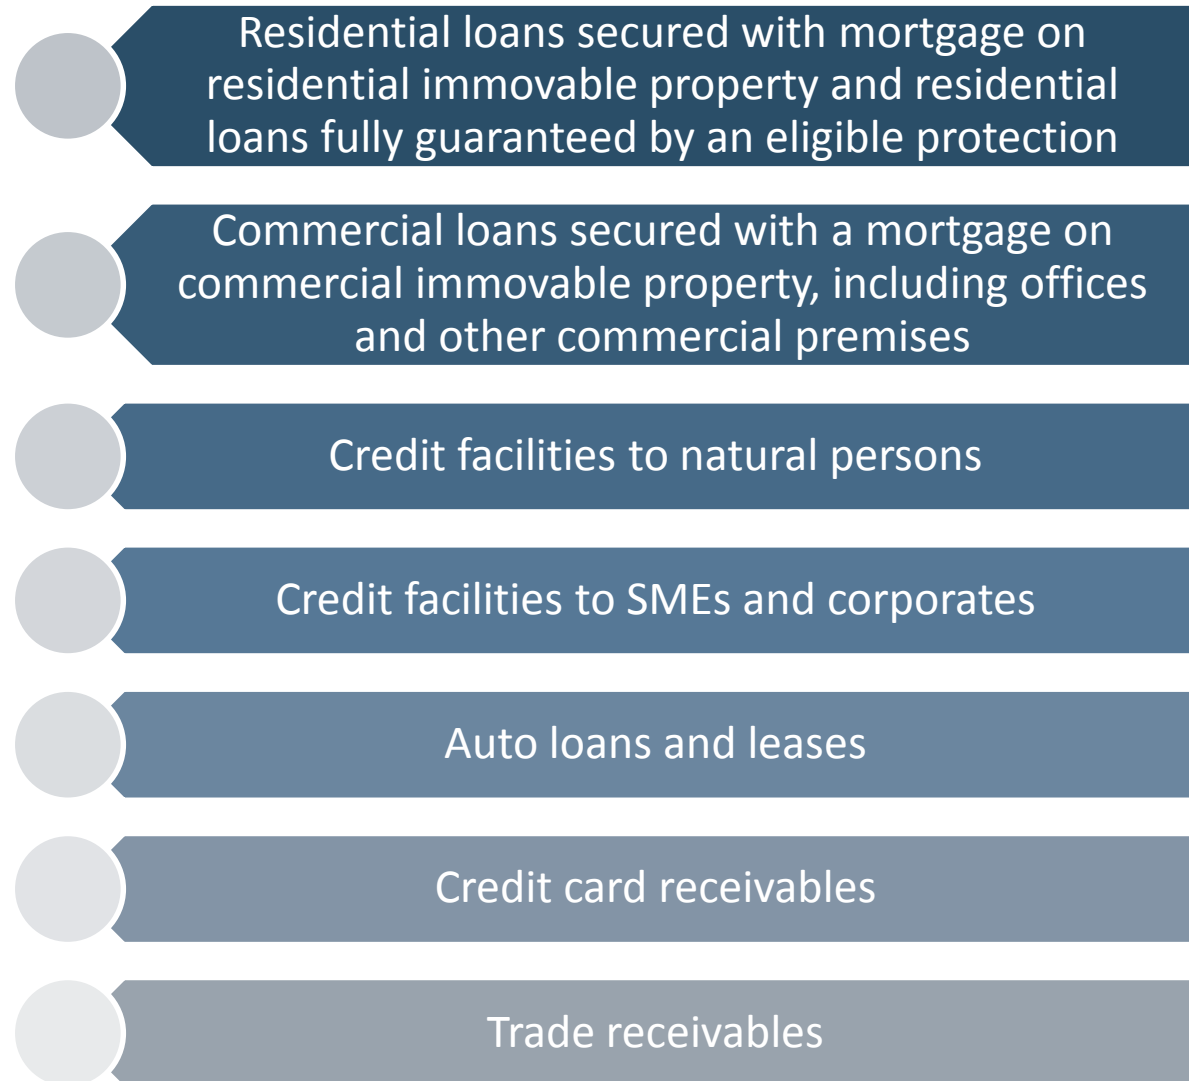 Residential loans secured with mortgage on
residential immovable property and residential
loans fully guaranteed by an eligible protection
Commercial loans secured with a mortgage on
commercial immovable property, including offices
and other commercial premises
Credit facilities to natural persons
Credit facilities to SMEs and corporates
Auto loans and leases
Credit card receivables
Trade receivables